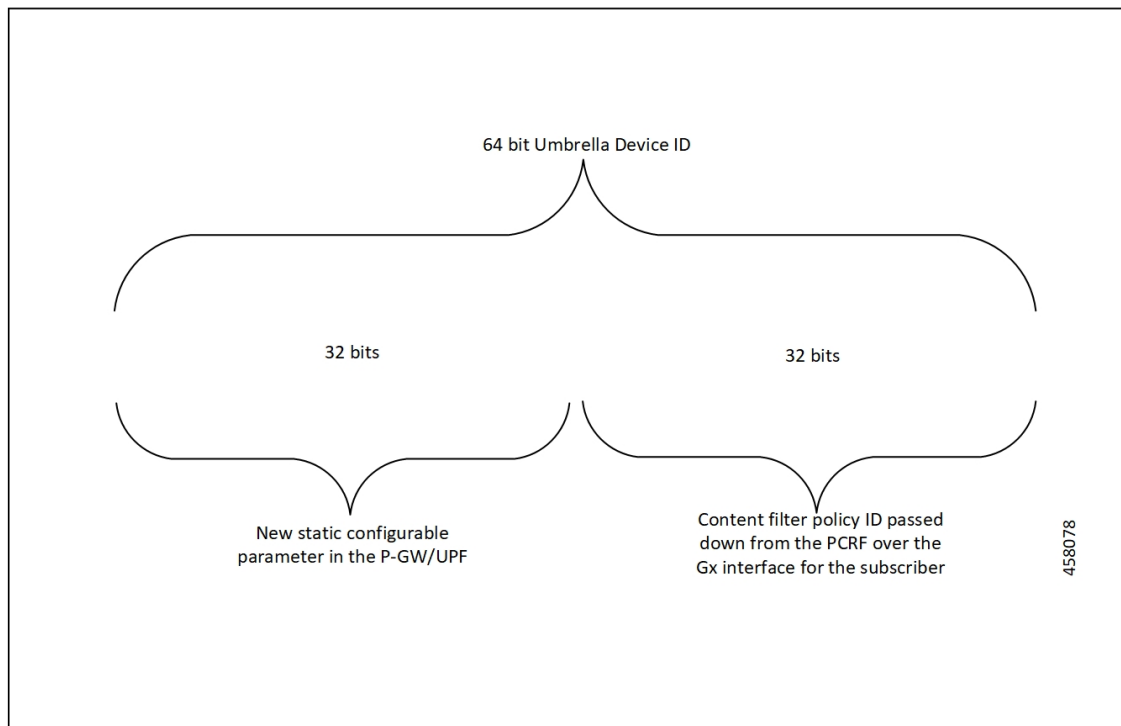 64 bit Umbrella Device ID
32 bits
32 bits
New static configurable
parameter in the P-GW/UPF
Content filter policy ID passed
down from the PCRF over the
Gx interface for the subscriber
458078